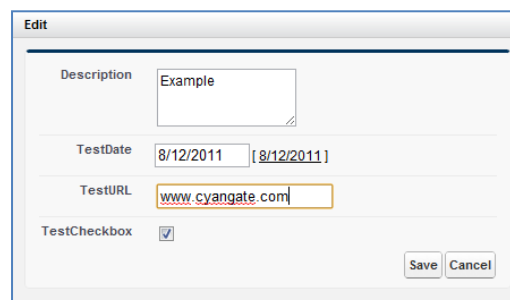 Edit
Description Example
TestDate 8/12/2011 [ 8/12/2011 ]
TestURL www.cyangate.com
TestCheckbox
Save Cancel